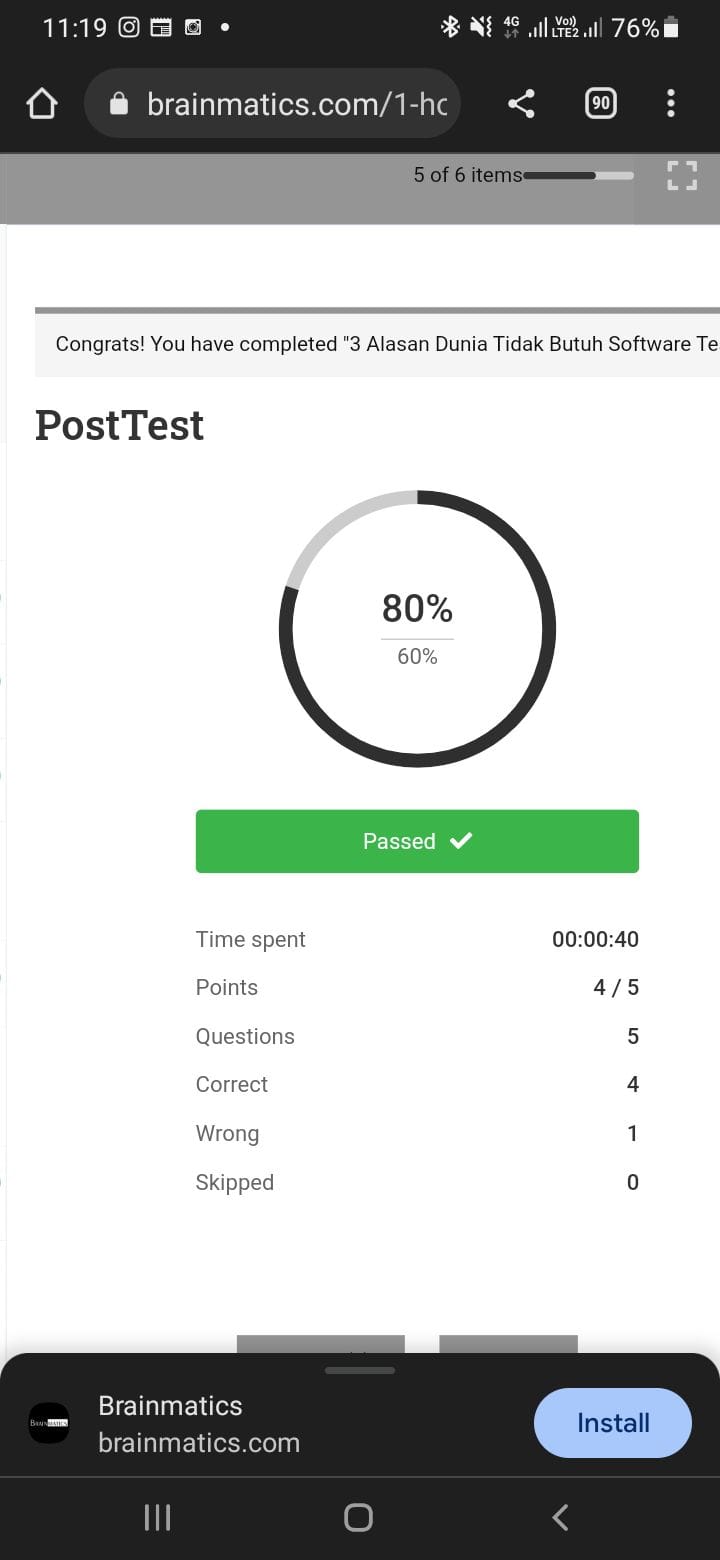 11:19 4G Vo)) LTE2 76%
brainmatics.com/1-hc 90
5 of 6 items
Congrats! You have completed "3 Alasan Dunia Tidak Butuh Software Te
PostTest
80%
60%
Passed
Time spent 00:00:40
Points 4 / 5
Questions 5
Correct 4
Wrong 1
Skipped 0
BRAINMATICS
Brainmatics
brainmatics.com
Install